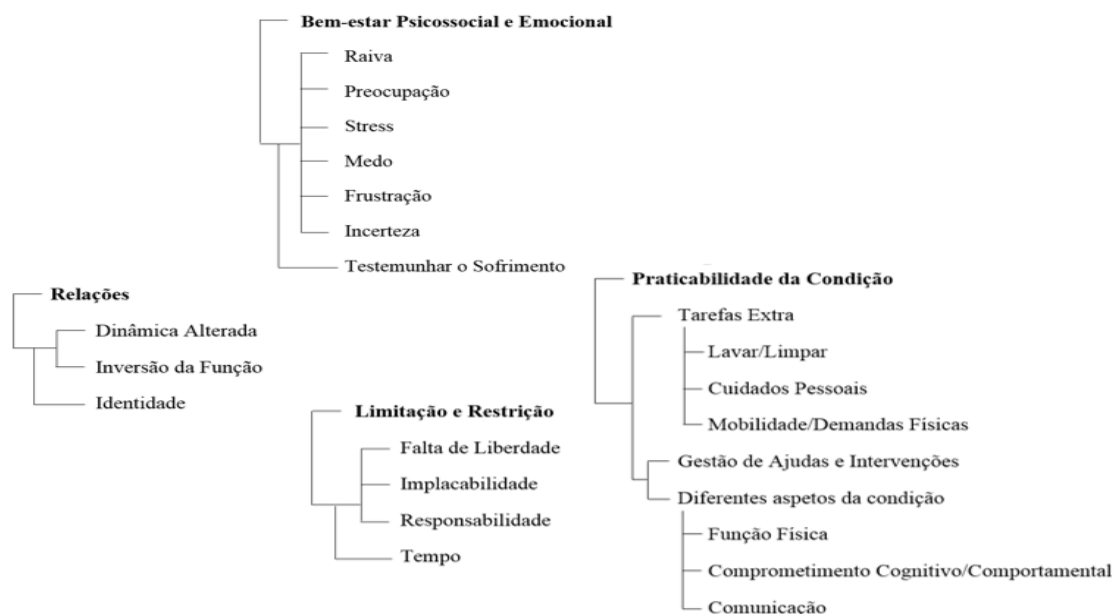 Bem-estar Psicossocial e Emocional
Raiva
Preocupação
Stress
Medo
Frustração
Incerteza
Testemunhar o Sofrimento
Relações
Dinâmica Alterada
Inversão da Função
Identidade
Limitação e Restrição
Falta de Liberdade
Implacabilidade
Responsabilidade
Tempo
Praticabilidade da Condição
Tarefas Extra
Lavar/Limpar
Cuidados Pessoais
Mobilidade/Demandas Físicas
Gestão de Ajudas e Intervenções
Diferentes aspetos da condição
Função Física
Comprometimento Cognitivo/Comportamental
Comunicação